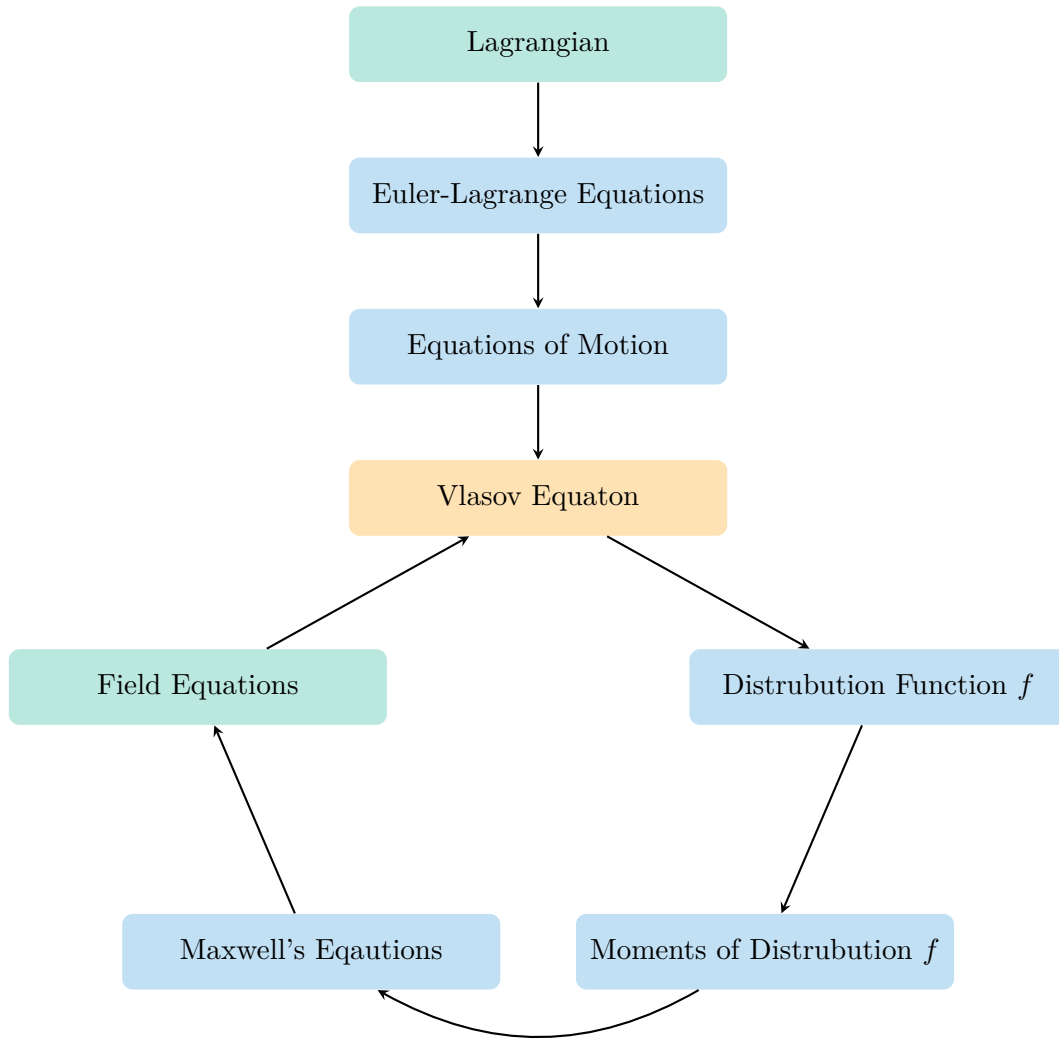 Lagrangian
Euler-Lagrange Equations
Equations of Motion
Vlasov Equaton
Field Equations
Distrubution Function f
Maxwell's Eqautions
Moments of Distrubution f